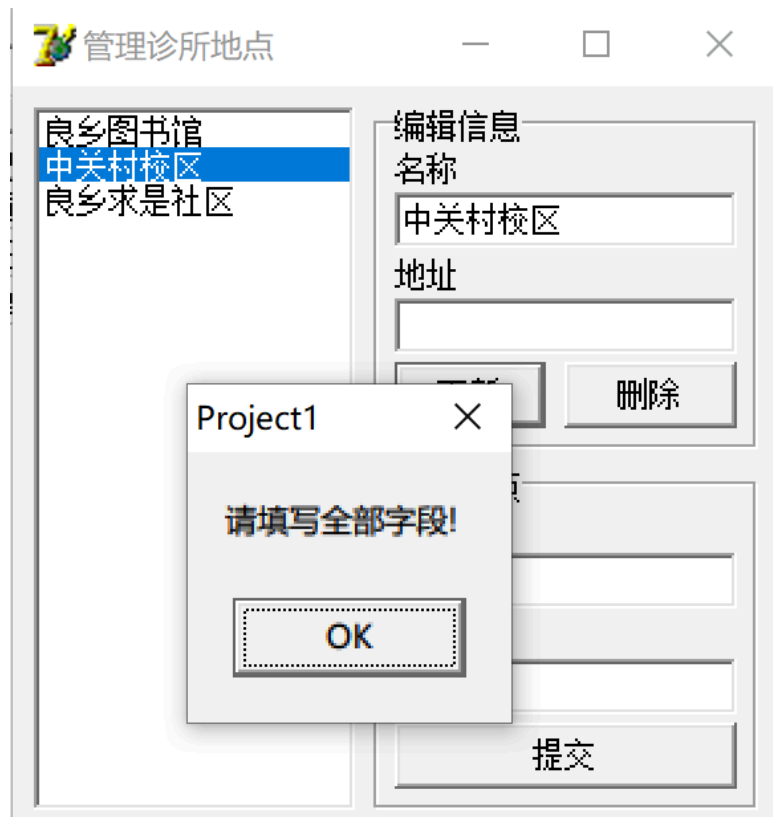 管理诊所地点
良乡图书馆
中关村校区
良乡求是社区
编辑信息
名称
中关村校区
地址
删除
Project1
请填写全部字段!
OK
提交